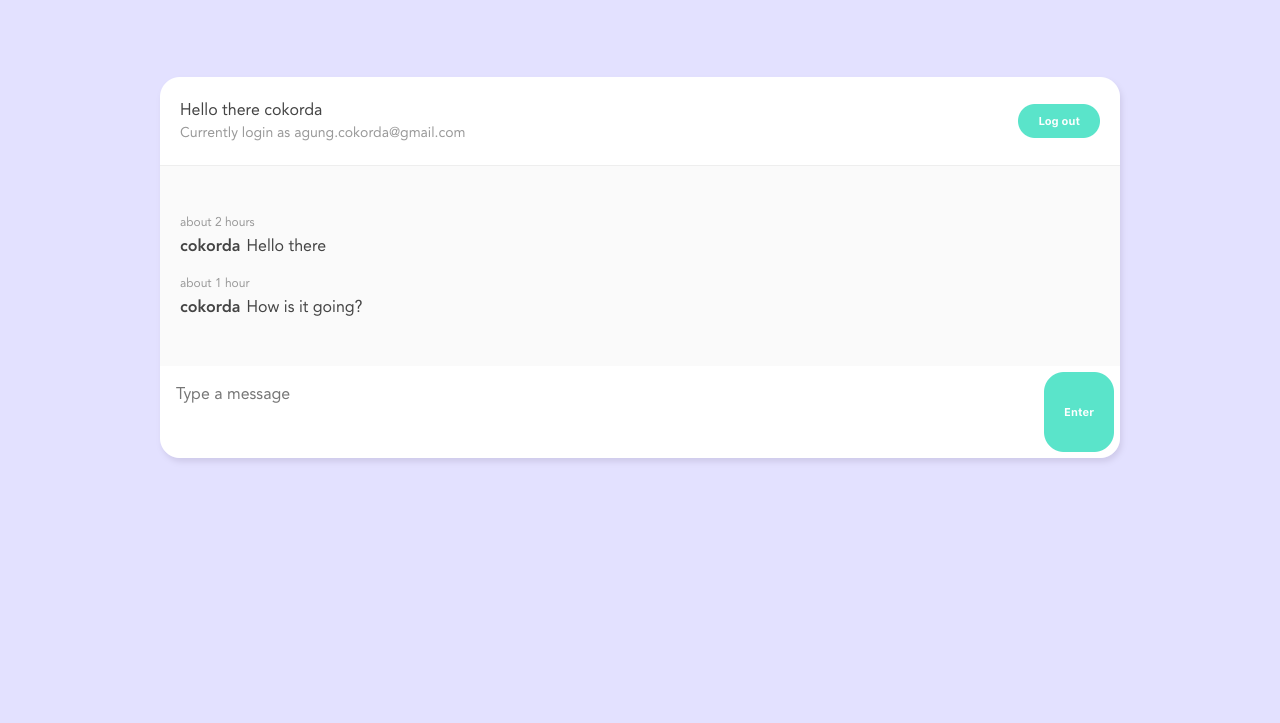 Hello there cokorda
Currently login as agung.cokorda@gmail.com
Log out
about 2 hours
cokorda Hello there
about 1 hour
cokorda How is it going?
Type a message
Enter